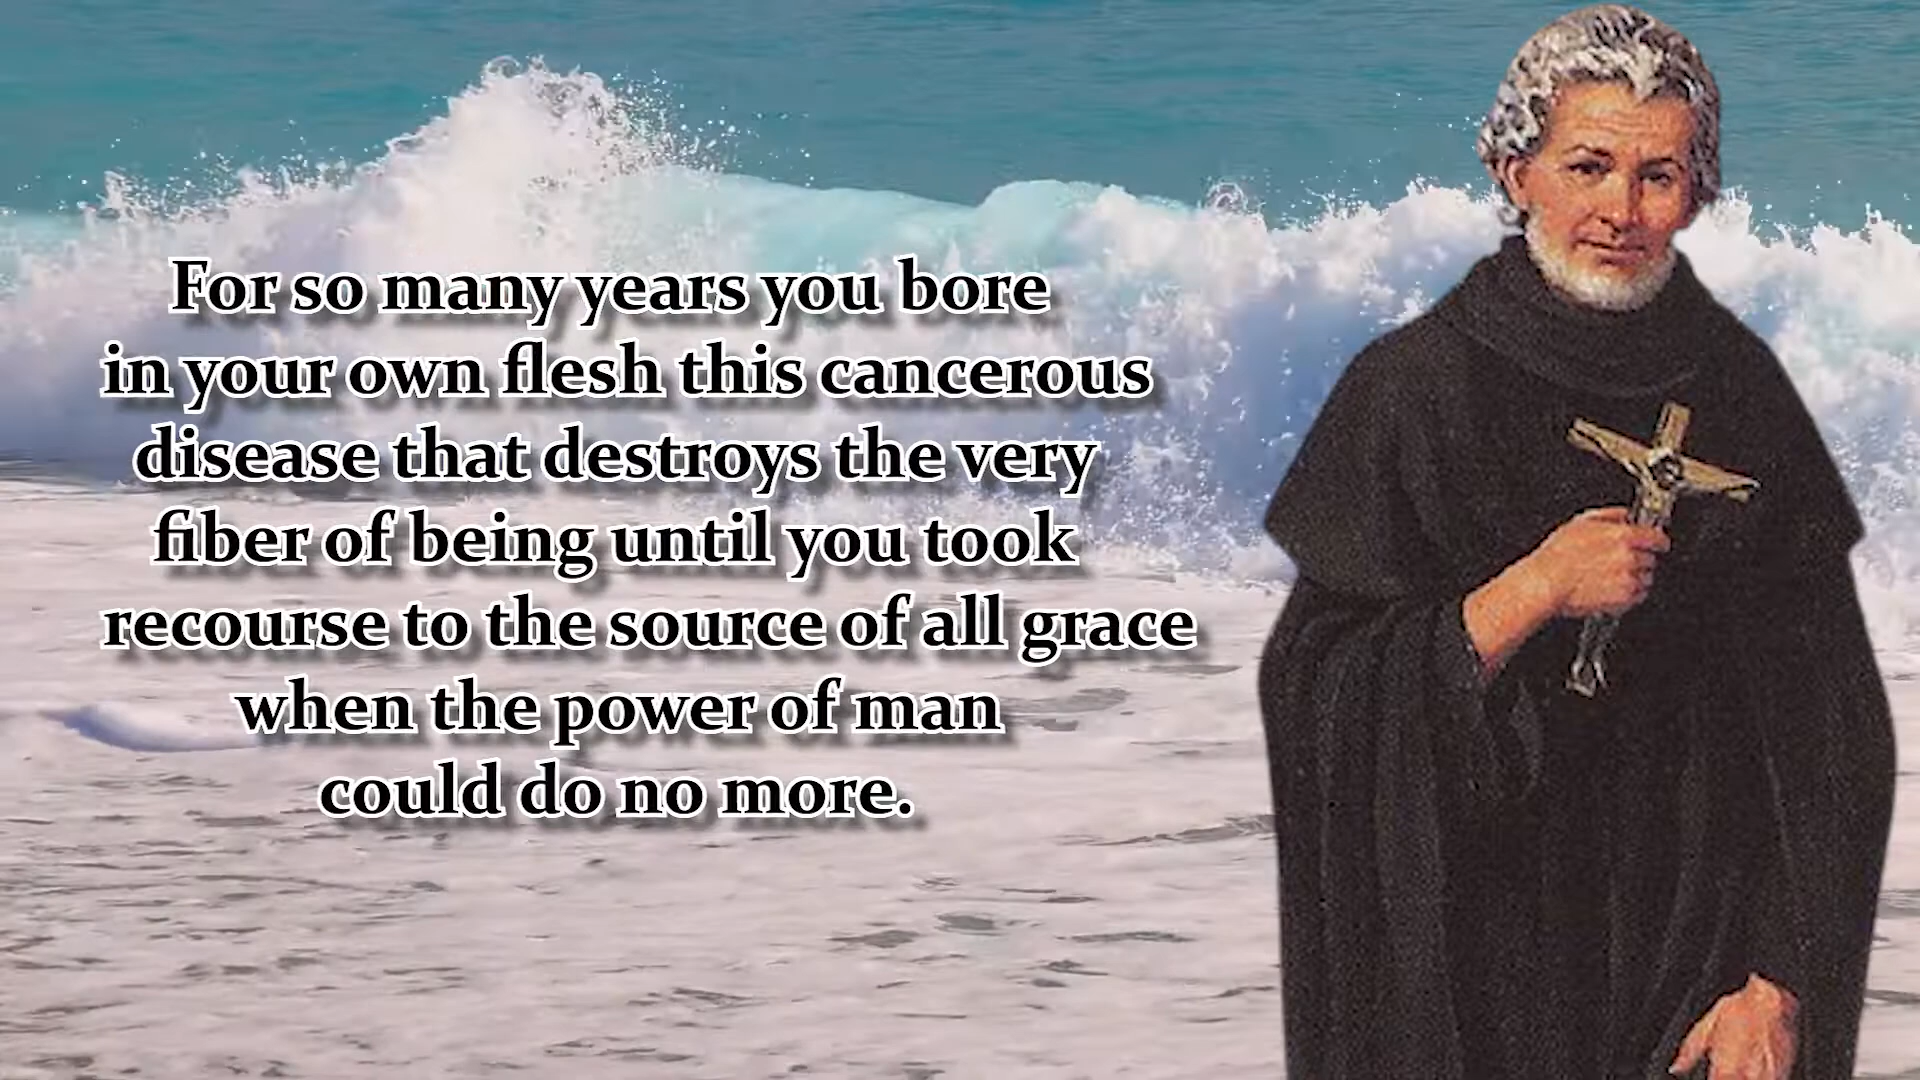 For so many years you bore
in your own flesh this cancerous
disease that destroys the very
fiber of being until you took
recourse to the source of all grace
when the power of man
could do no more.